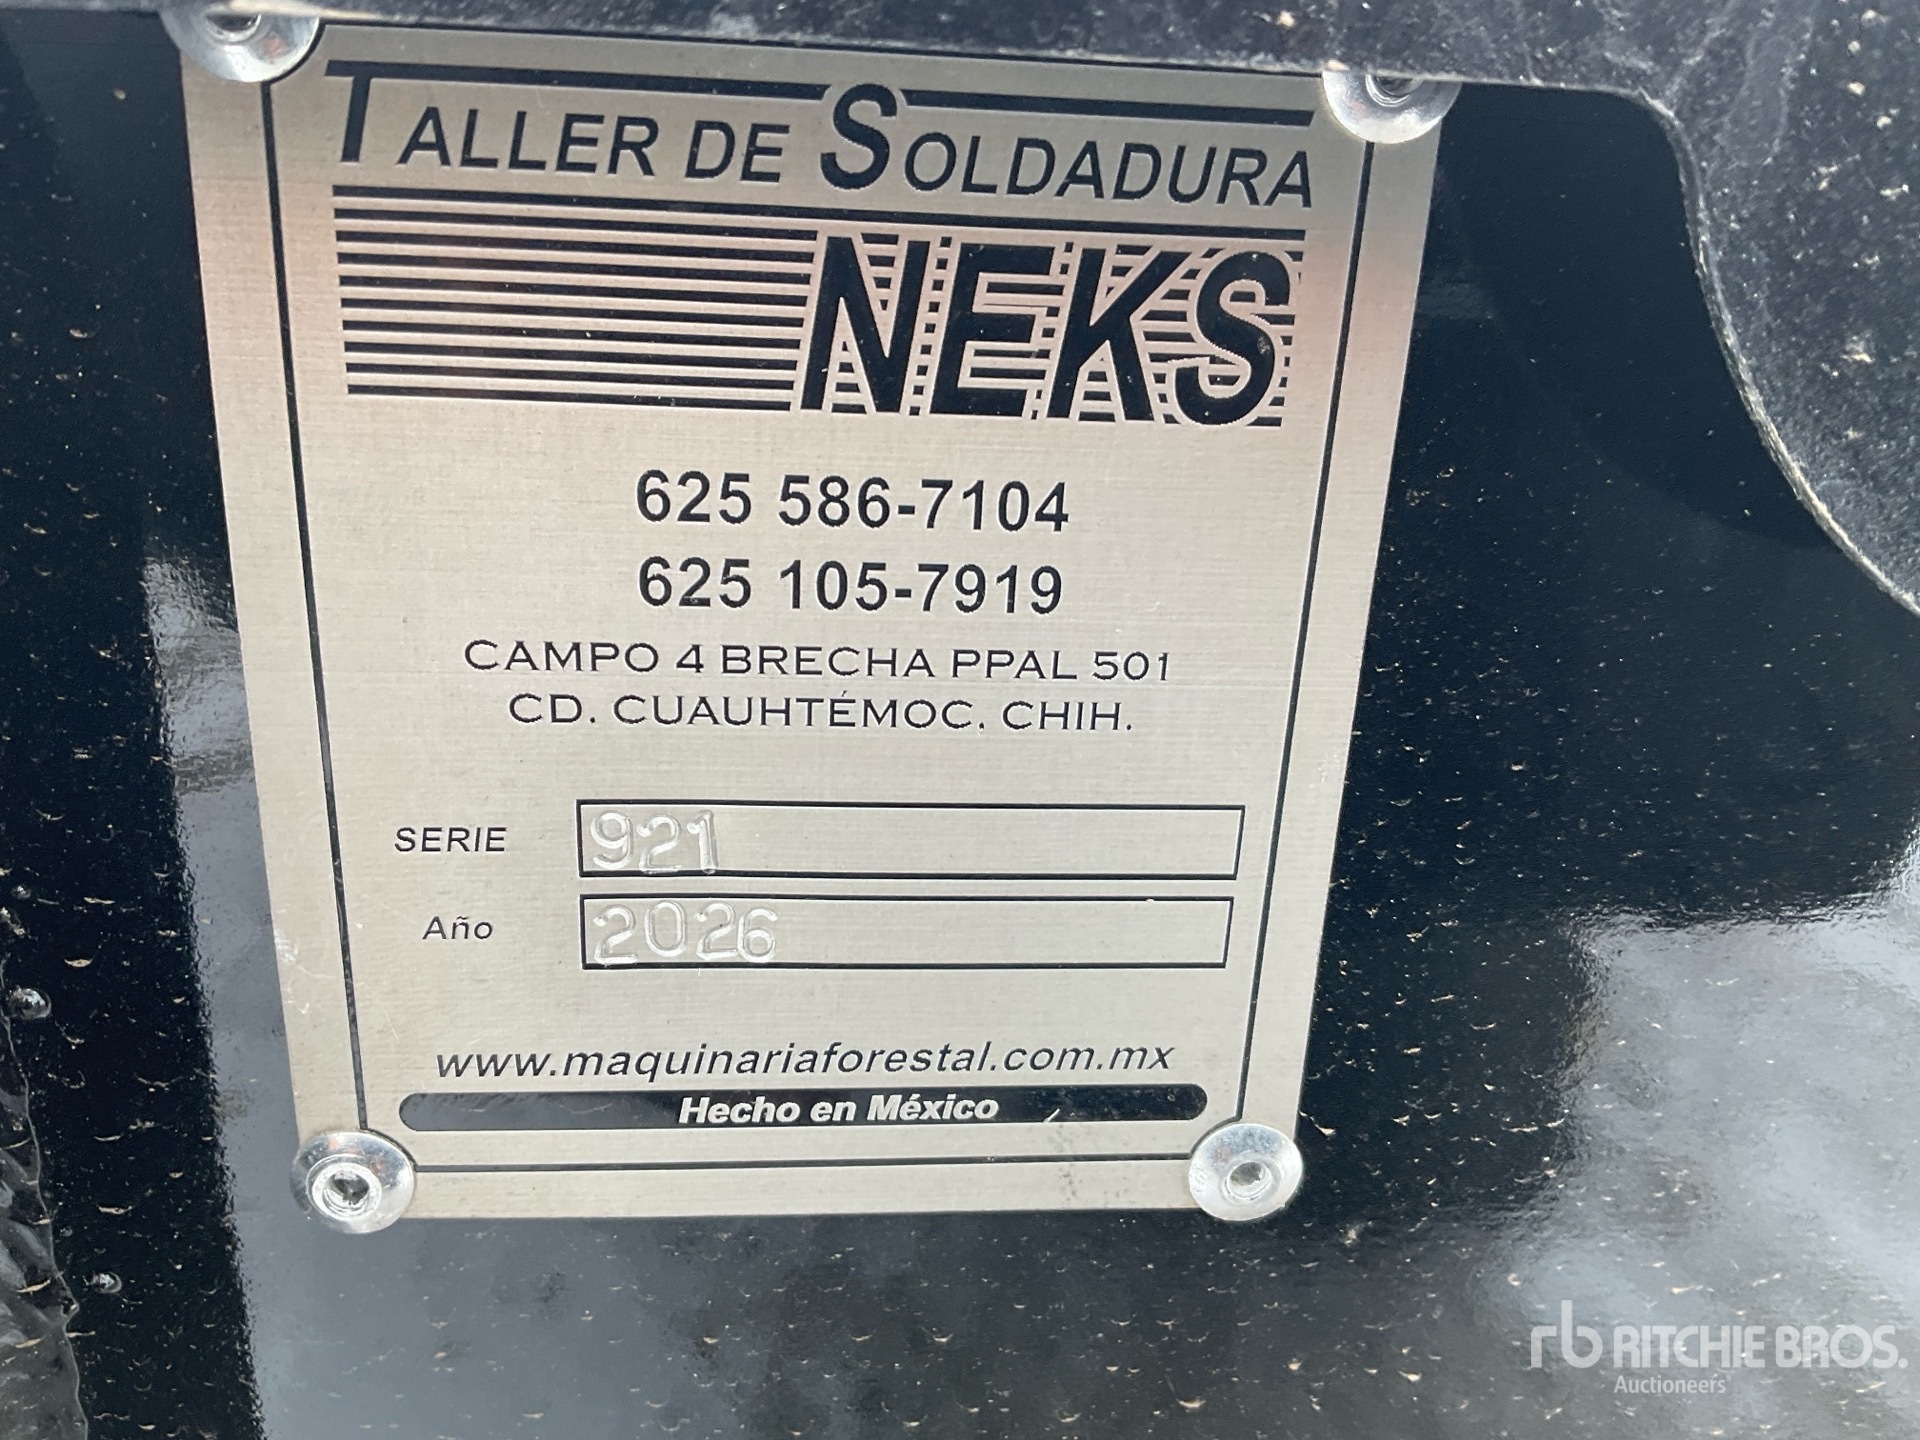 TALLER DE SOLDADURA
NEKS
625 586-7104
625 105-7919
CAMPO 4 BRECHA PPAL 501
CD. CUAUHTÉMOC. CHIH.
SERIE 921
Año 2026
www.maquinariaforestal.com.mx
Hecho en México
rb RITCHIE BROS.
Auctioneers